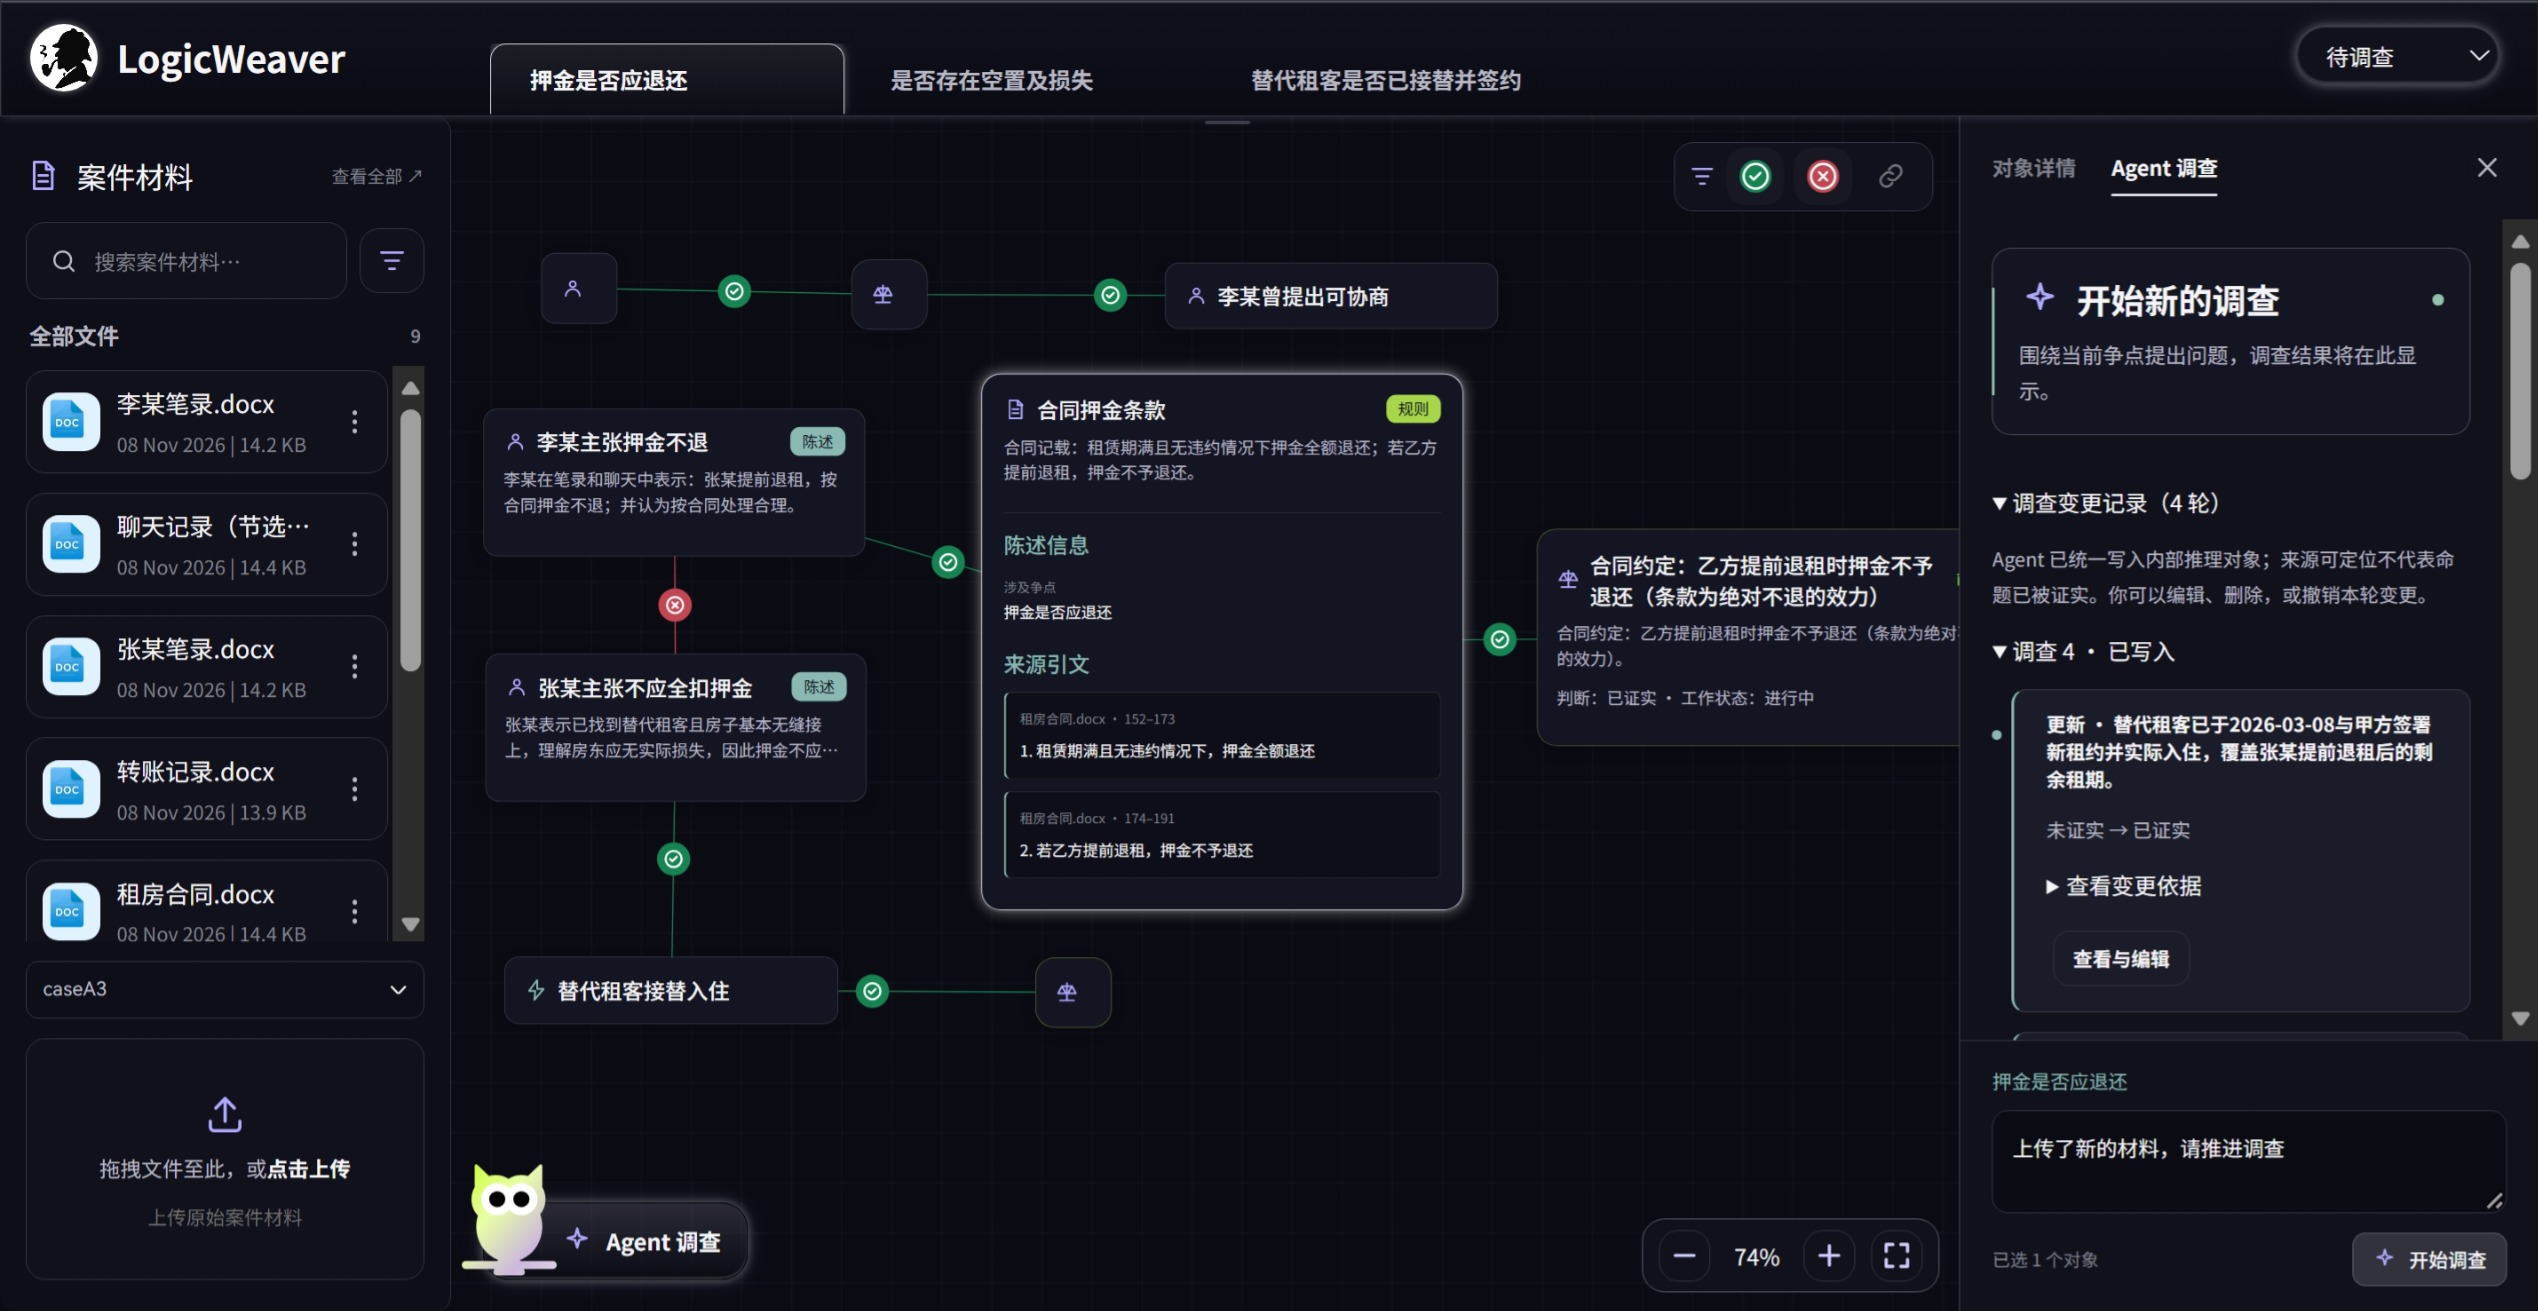 LogicWeaver
押金是否应退还
是否存在空置及损失
替代租客是否已接替并签约
待调查
案件材料
查看全部 ↗
搜索案件材料…
全部文件
9
李某笔录.docx
08 Nov 2026 | 14.2 KB
聊天记录（节选…
08 Nov 2026 | 14.4 KB
张某笔录.docx
08 Nov 2026 | 14.2 KB
转账记录.docx
08 Nov 2026 | 13.9 KB
租房合同.docx
08 Nov 2026 | 14.4 KB
DOC
DOC
DOC
DOC
DOC
caseA3
拖拽文件至此，或点击上传
上传原始案件材料
李某曾提出可协商
李某主张押金不退
陈述
李某在笔录和聊天中表示：张某提前退租，按
合同押金不退；并认为按合同处理合理。
张某主张不应全扣押金
陈述
张某表示已找到替代租客且房子基本无缝接
上，理解房东应无实际损失，因此押金不应…
替代租客接替入住
合同押金条款
规则
合同记载：租赁期满且无违约情况下押金全额退还；若乙方
提前退租，押金不予退还。
陈述信息
涉及争点
押金是否应退还
来源引文
租房合同.docx • 152–173
1. 租赁期满且无违约情况下，押金全额退还
租房合同.docx • 174–191
2. 若乙方提前退租，押金不予退还
合同约定：乙方提前退租时押金不予
退还（条款为绝对不退的效力）
合同约定：乙方提前退租时押金不予退还（条款为绝对
的效力）。
判断：已证实 • 工作状态：进行中
Agent 调查
74%
对象详情
Agent 调查
开始新的调查
围绕当前争点提出问题，调查结果将在此显
示。
▼调查变更记录（4 轮）
Agent 已统一写入内部推理对象；来源可定位不代表命
题已被证实。你可以编辑、删除，或撤销本轮变更。
▼调查 4 • 已写入
更新 • 替代租客已于2026-03-08与甲方签署
新租约并实际入住，覆盖张某提前退租后的剩
余租期。
未证实 → 已证实
▶查看变更依据
查看与编辑
押金是否应退还
上传了新的材料，请推进调查
已选 1 个对象
开始调查